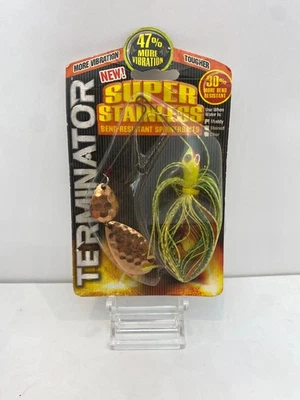 47%
MORE
VIBRATION
MORE VIBRATION
TOUGHER
NEW!
SUPER
STAINLESS
BEND-RESISTANT SPINNERBAITS
30%
MORE BEND
RESISTANT
Use When
Water Is:
Muddy
Stained
Clear
TERMINATOR